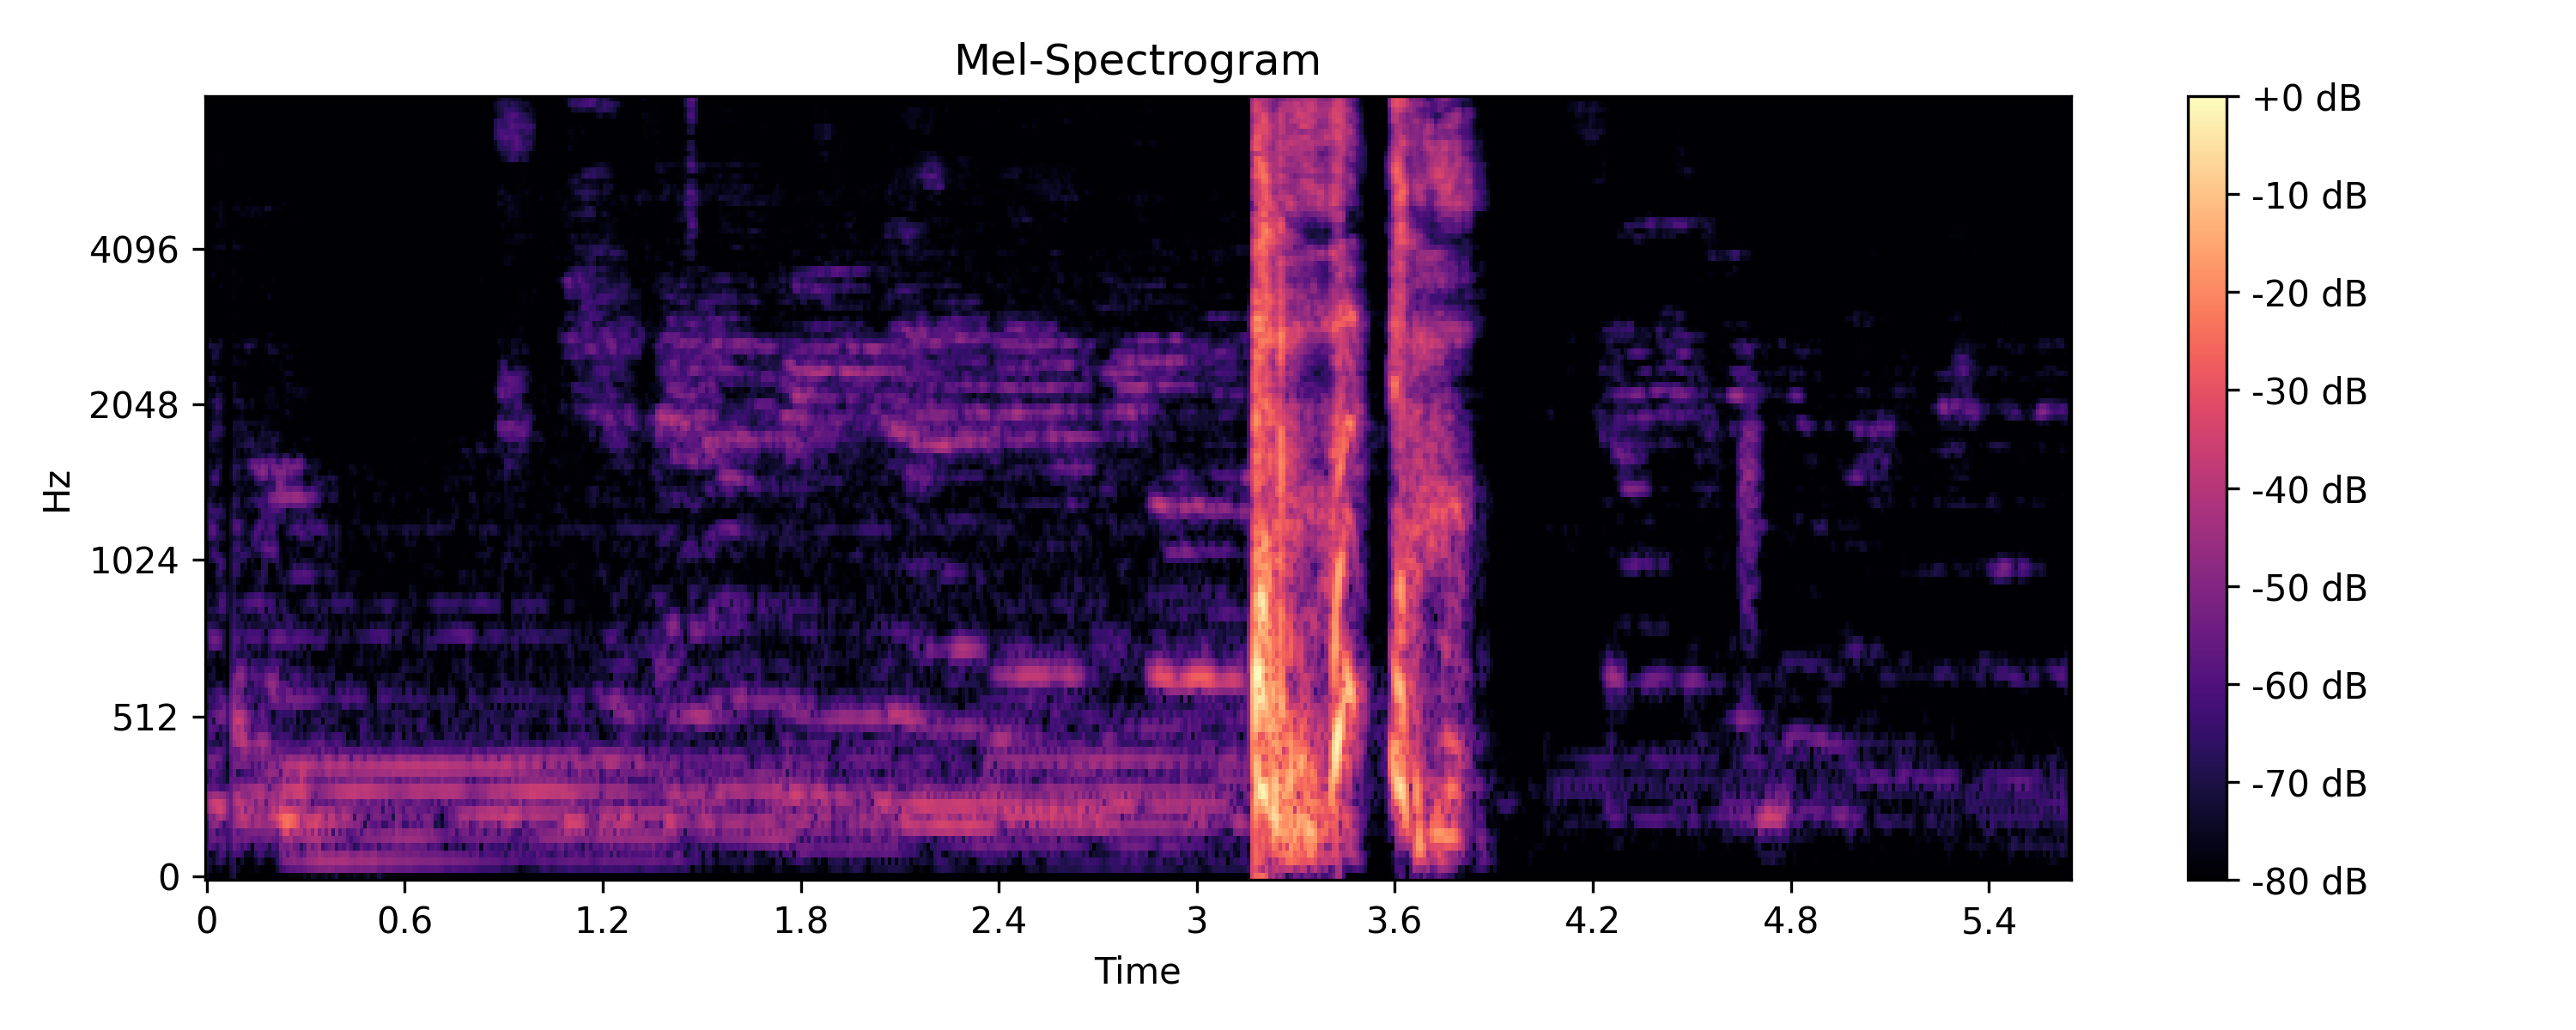 Mel-Spectrogram
+0 dB
-10 dB
-20 dB
-30 dB
-40 dB
-50 dB
-60 dB
-70 dB
-80 dB
4096
2048
1024
512
0
Hz
0 0.6 1.2 1.8 2.4 3 3.6 4.2 4.8 5.4
Time